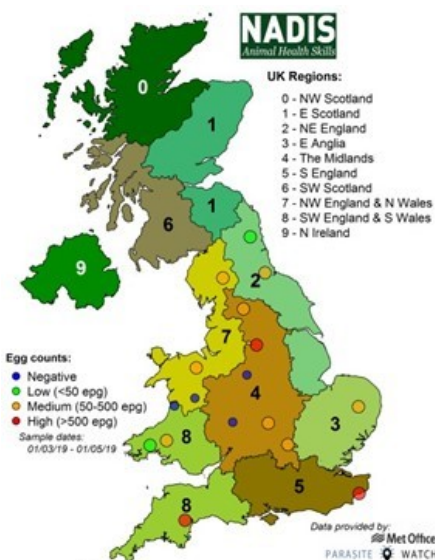 NADIS
Animal Health Skills
UK Regions:
0 - NW Scotland
1 - E Scotland
2 - NE England
3 - E Anglia
4 - The Midlands
5 - S England
6 - SW Scotland
7 - NW England & N Wales
8 - SW England & S Wales
9 - N Ireland
0
1
1
6
9
2
7
4
3
8
5
8
Egg counts:
Negative
Low (<50 epg)
Medium (50-500 epg)
High (>500 epg)
Sample dates:
01/03/19 - 01/05/19
Data provided by:
Met Office
PARASITE WATCH